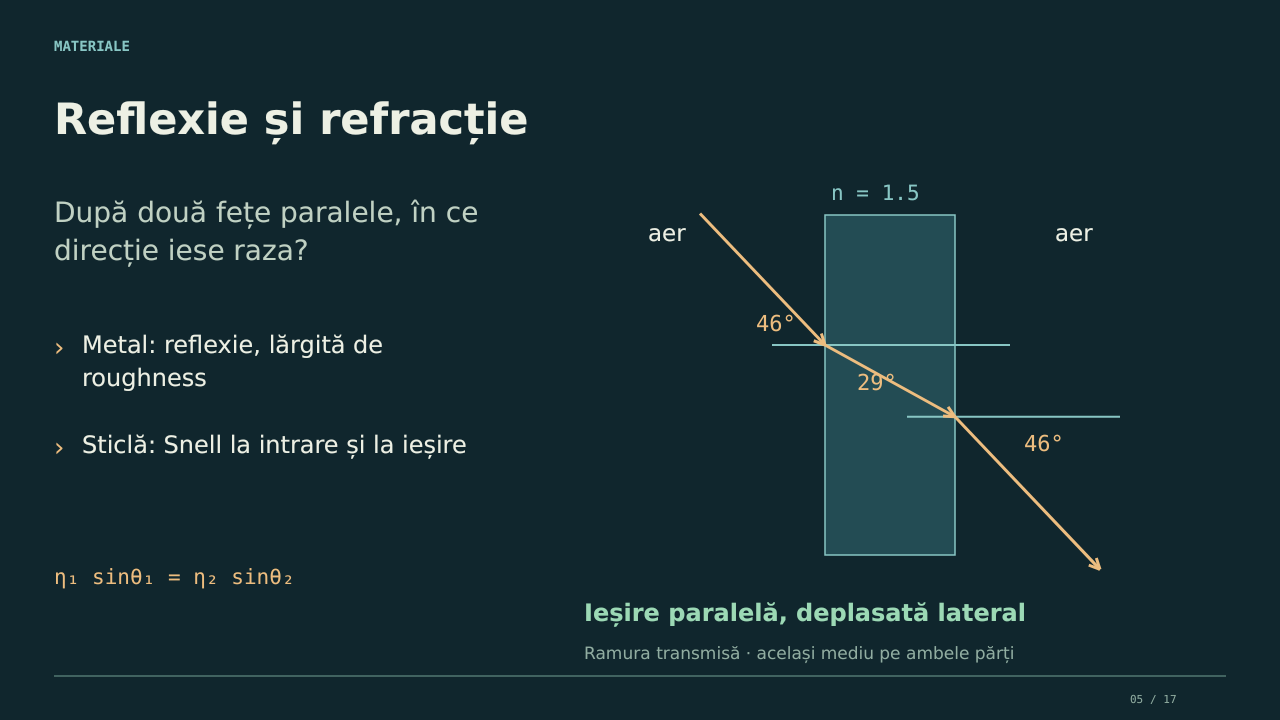 MATERIALE
Reflexie și refracție
După două fețe paralele, în ce
direcție iese raza?
› Metal: reflexie, lărgită de
roughness
› Sticlă: Snell la intrare și la ieșire
η₁ sinθ₁ = η₂ sinθ₂
n = 1.5
aer
aer
46°
29°
46°
Ieșire paralelă, deplasată lateral
Ramura transmisă · același mediu pe ambele părți
05 / 17